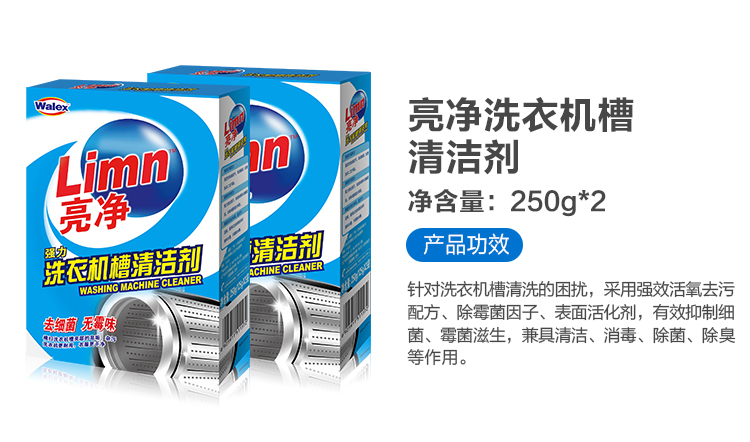 Walex
Limn
亮净
强力
洗衣机槽清洁剂
WASHING MACHINE CLEANER
去细菌 无霉味
亮净洗衣机槽
清洁剂
净含量：250g*2
产品功效
针对洗衣机槽清洗的困扰，采用强效活氧去污
配方、除霉菌因子、表面活化剂，有效抑制细
菌、霉菌滋生，兼具清洁、消毒、除菌、除臭
等作用。